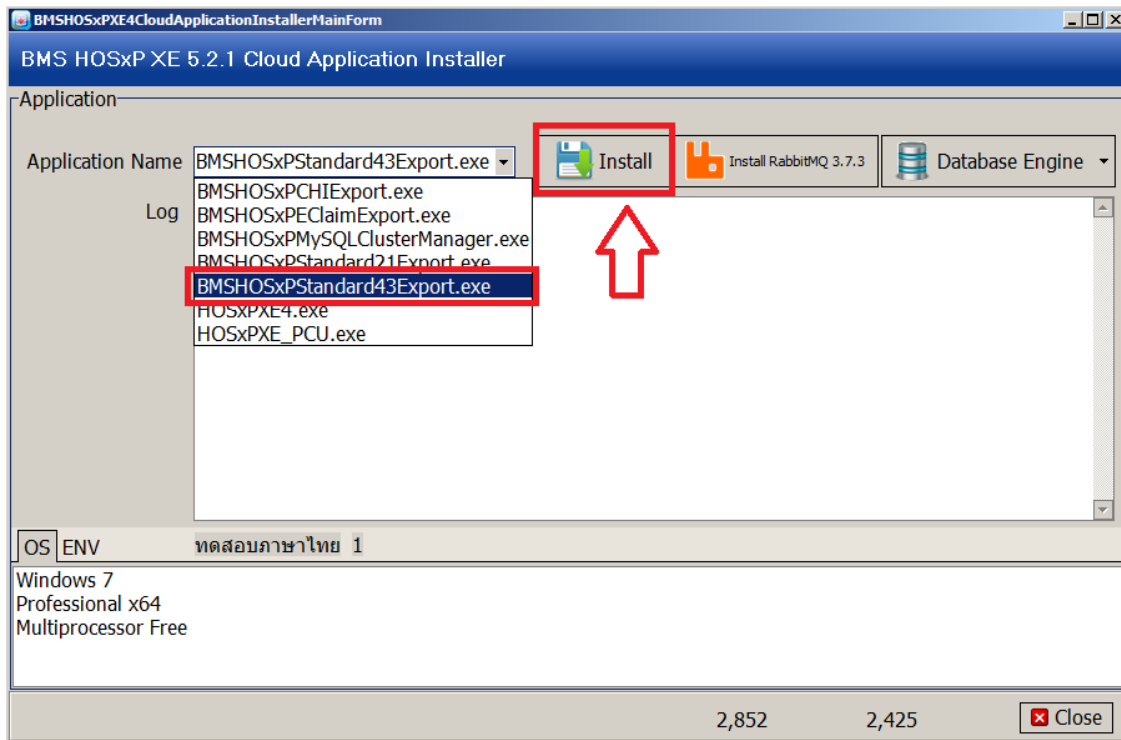 BMSHOSxPXE4CloudApplicationInstallerMainForm
BMS HOSxP XE 5.2.1 Cloud Application Installer
Application
Application Name BMSHOSxPStandard43Export.exe Install Install RabbitMQ 3.7.3 Database Engine
Log
BMSHOSxPCHIExport.exe
BMSHOSxPEClaimExport.exe
BMSHOSxPMySQLClusterManager.exe
BMSHOSxPStandard21Export.exe
BMSHOSxPStandard43Export.exe
HOSxPXE4.exe
HOSxPXE_PCU.exe
OS ENV ทดสอบภาษาไทย 1
Windows 7
Professional x64
Multiprocessor Free
2,852 2,425 Close